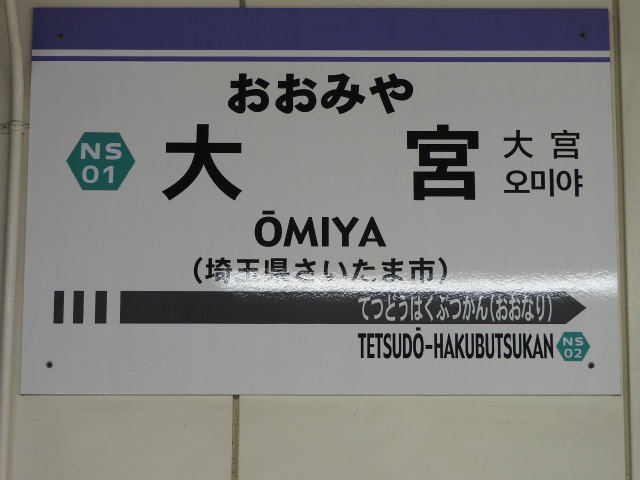 おおみや
NS
01
大宮
大宫
오미야
ŌMIYA
(埼玉県さいたま市)
てつどうはくぶつかん(おおなり)
TETSUDŌ-HAKUBUTSUKAN
NS
02